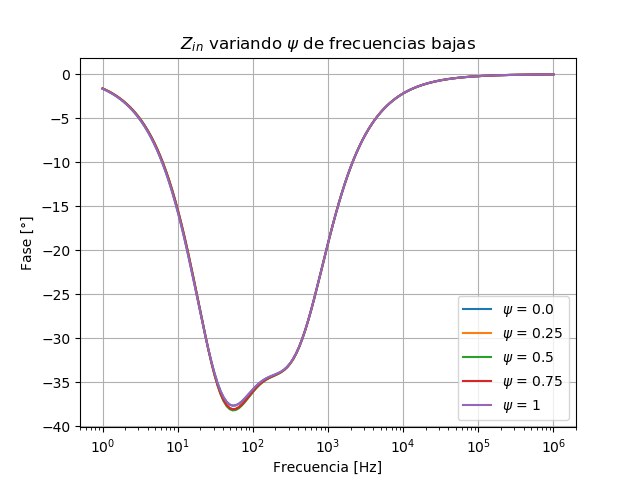 Z_in variando ψ de frecuencias bajas
0
−5
−10
−15
−20
−25
−30
−35
−40
Fase [°]
ψ = 0.0
ψ = 0.25
ψ = 0.5
ψ = 0.75
ψ = 1
10^0
10^1
10^2
10^3
10^4
10^5
10^6
Frecuencia [Hz]